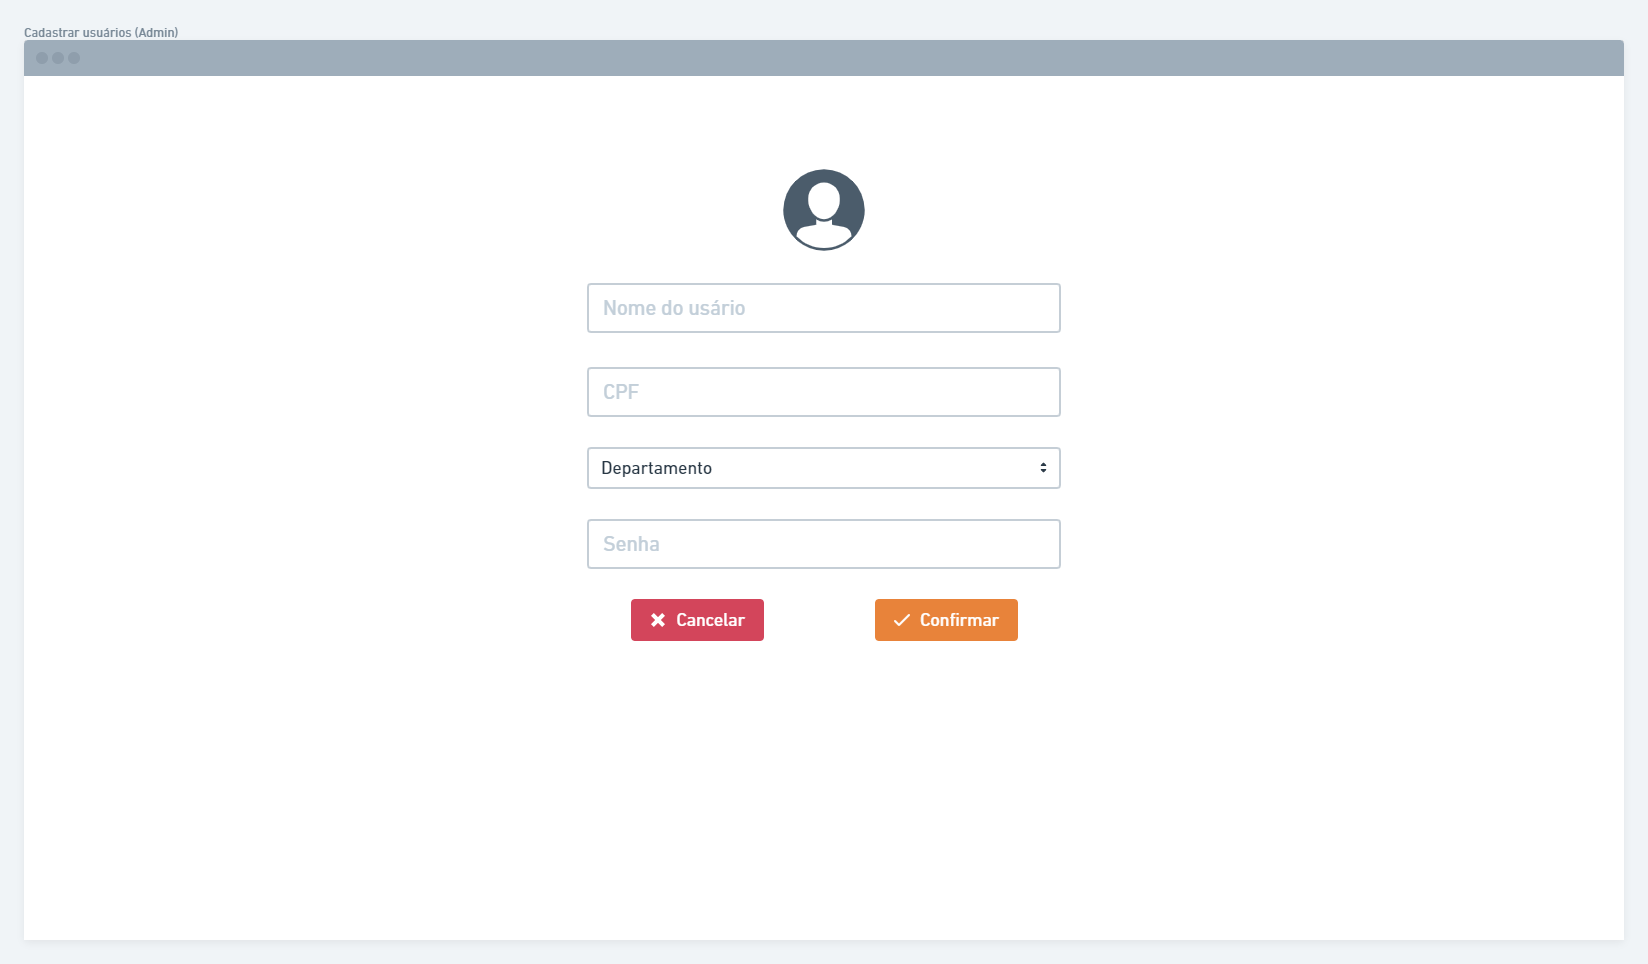 Cadastrar usuários (Admin)
Nome do usário
CPF
Departamento
Senha
Cancelar
Confirmar